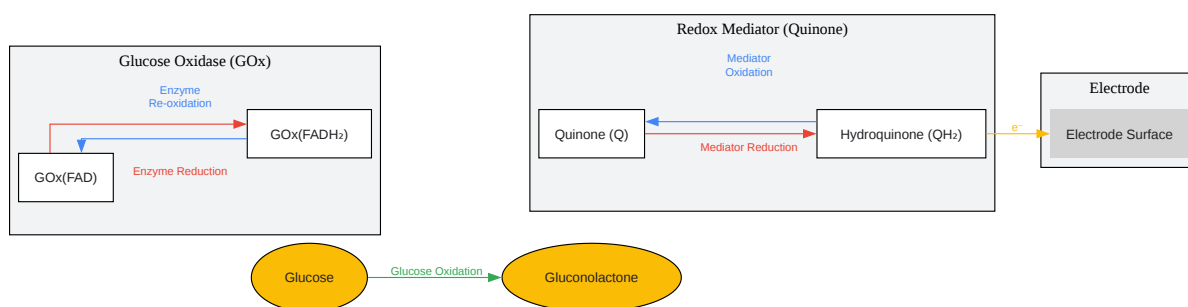 Redox Mediator (Quinone)
Mediator
Oxidation
Quinone (Q)
Hydroquinone (QH₂)
Mediator Reduction
e⁻
Electrode
Electrode Surface
Glucose Oxidase (GOx)
Enzyme
Re-oxidation
GOx(FADH₂)
GOx(FAD)
Enzyme Reduction
Glucose
Glucose Oxidation
Gluconolactone